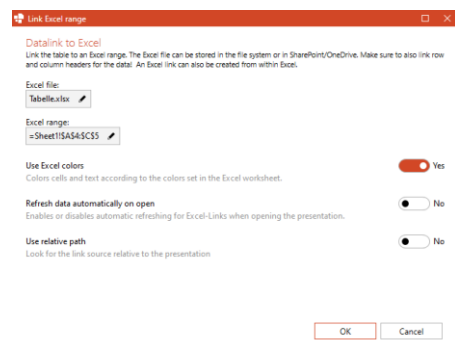 Link Excel range
Datalink to Excel
Link the table to an Excel range. The Excel file can be stored in the file system or in SharePoint/OneDrive. Make sure to also link row
and column headers for the data! An Excel link can also be created from within Excel.
Excel file:
Tabelle.xlsx
Excel range:
=Sheet1!$A$4:$C$5
Use Excel colors
Yes
Colors cells and text according to the colors set in the Excel worksheet.
Refresh data automatically on open
No
Enables or disables automatic refreshing for Excel-Links when opening the presentation.
Use relative path
No
Look for the link source relative to the presentation
OK
Cancel